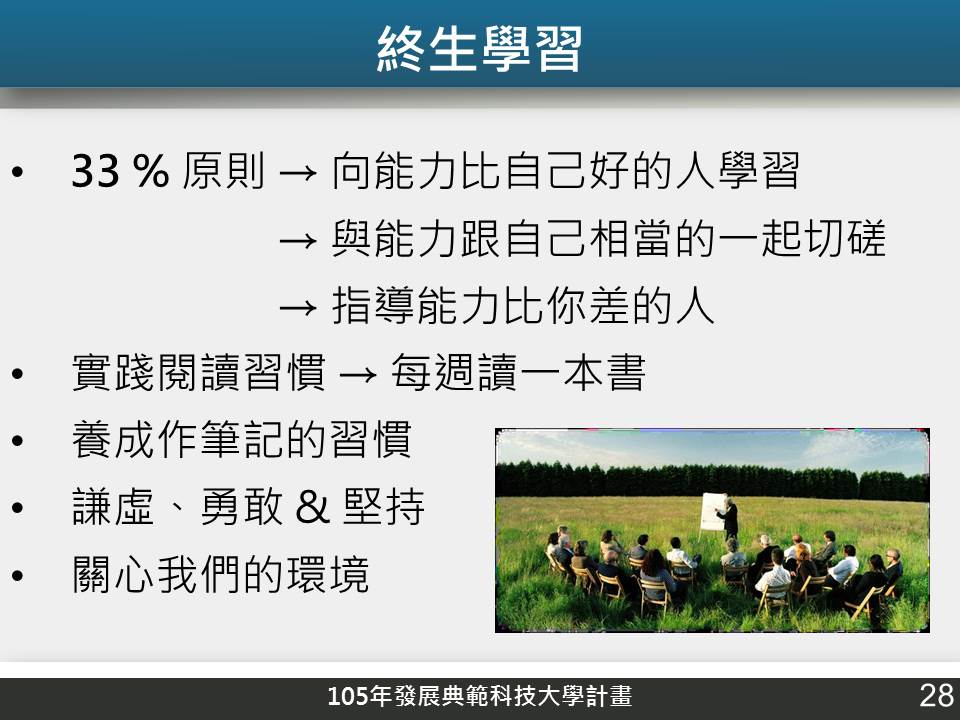 終生學習
• 33 % 原則 → 向能力比自己好的人學習
→ 與能力跟自己相當的一起切磋
→ 指導能力比你差的人
• 實踐閱讀習慣 → 每週讀一本書
• 養成作筆記的習慣
• 謙虛、勇敢 & 堅持
• 關心我們的環境
105年發展典範科技大學計畫
28